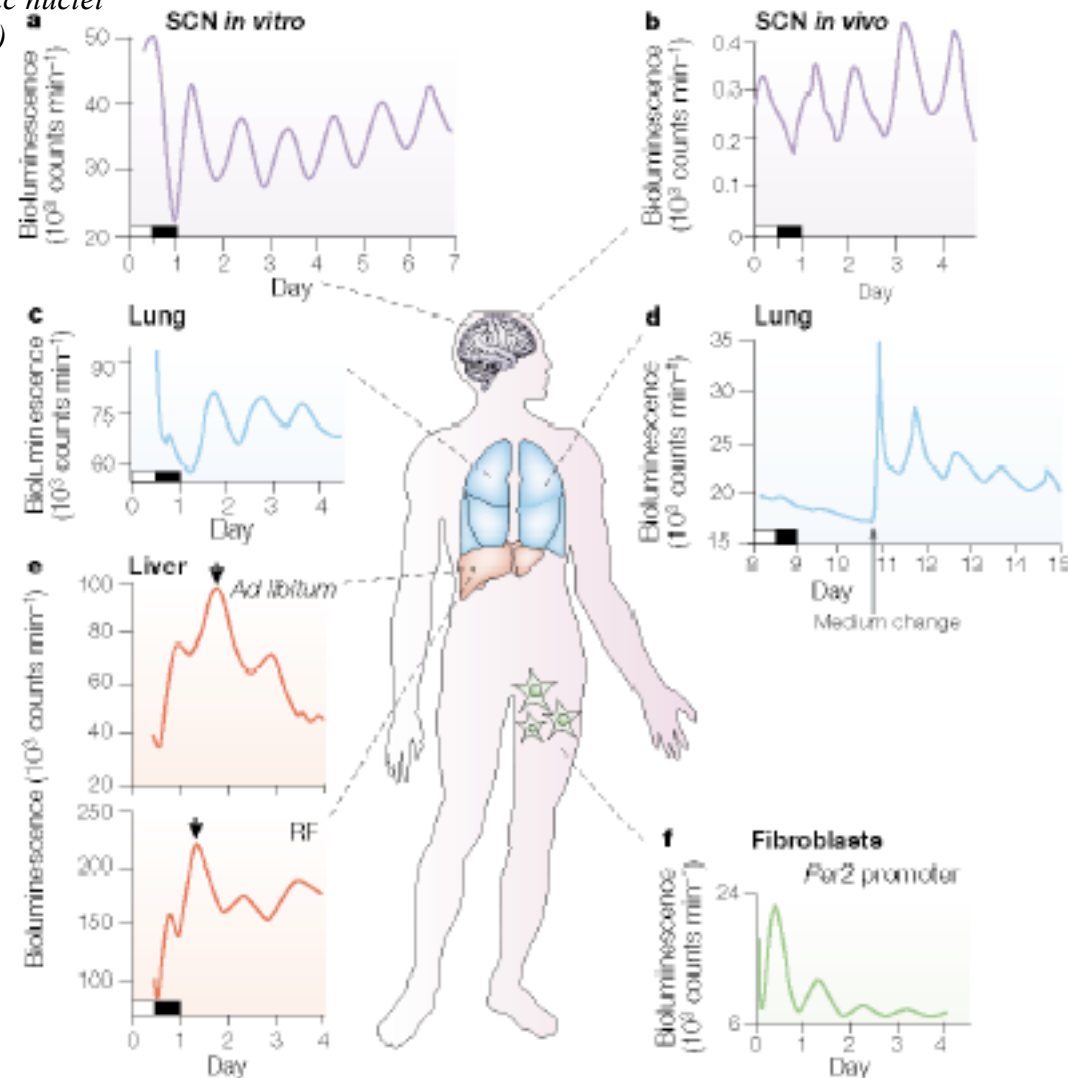 ic nuclei
)
a SCN in vitro
Bioluminescence
(10³ counts min⁻¹)
50
40
30
20
0 1 2 3 4 5 6 7
Day
b SCN in vivo
Bioluminescence
(10³ counts min⁻¹)
0.4
0.3
0.2
0.1
0
0 1 2 3 4
Day
c Lung
Bioluminescence
(10³ counts min⁻¹)
90
75
60
0 1 2 3 4
Day
d Lung
Bioluminescence
(10³ counts min⁻¹)
35
30
25
20
15
8 9 10 11 12 13 14 15
Day
Medium change
e Liver
Ad libitum
Bioluminescence (10³ counts min⁻¹)
100
80
60
40
20
RF
250
200
150
100
0 1 2 3 4
Day
f Fibroblasts
Per2 promoter
Bioluminescence
(10³ counts min⁻¹)
24
6
0 1 2 3 4
Day